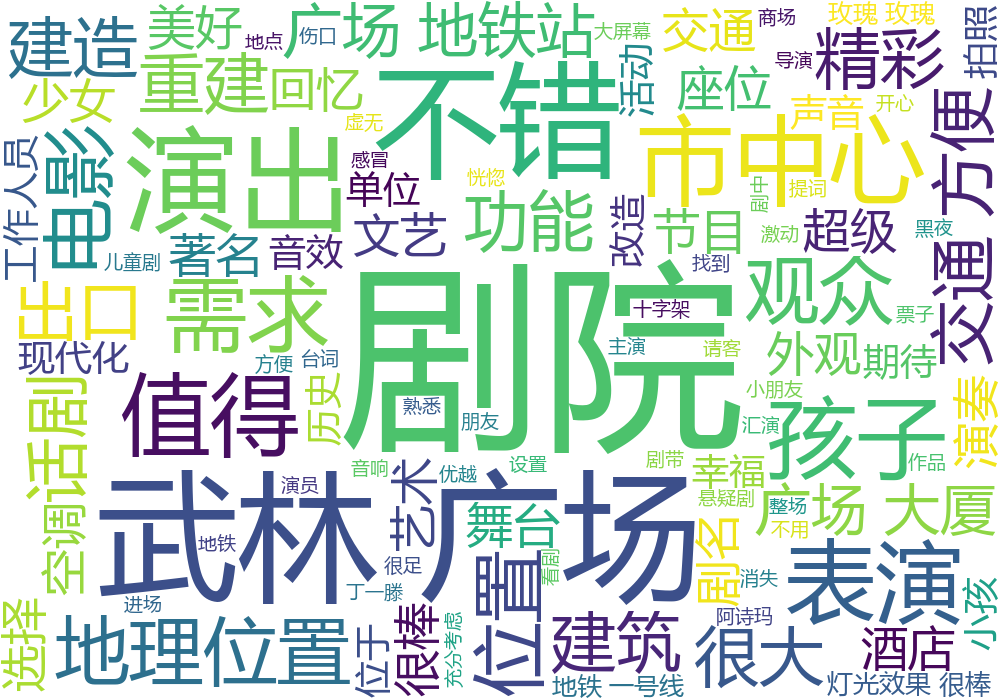 建造
美好
地点
广场 地铁站
伤口
大屏幕
交通
商场
玫瑰 玫瑰
拍照
少女
重建
回忆
不错
活动
座位
导演
精彩
声音
开心
工作人员
电影
演出
虚无
感冒
单位
恍惚
市中心
交通 方便
儿童剧
著名
音效
文艺
功能
改造
节目
剧中
提词
激动
超级
黑夜
出口
需求
剧院
找到
十字架
观众
票子
现代化
方便
台词
主演
请客
外观
期待
空调
话剧
值得
历史
熟悉
朋友
小朋友
汇演
孩子
演奏
作品
武林 广场
演员
音响
艺术
优越
设置
剧带
幸福
悬疑剧
广场 大厦
整场
不用
地铁
很足
舞台
看剧
位置
剧名
消失
表演
丁一滕
进场
选择
地理位置
位于
很棒
充分考虑
建筑
阿诗玛
很大
酒店
小孩
地铁 一号线
灯光效果 很棒